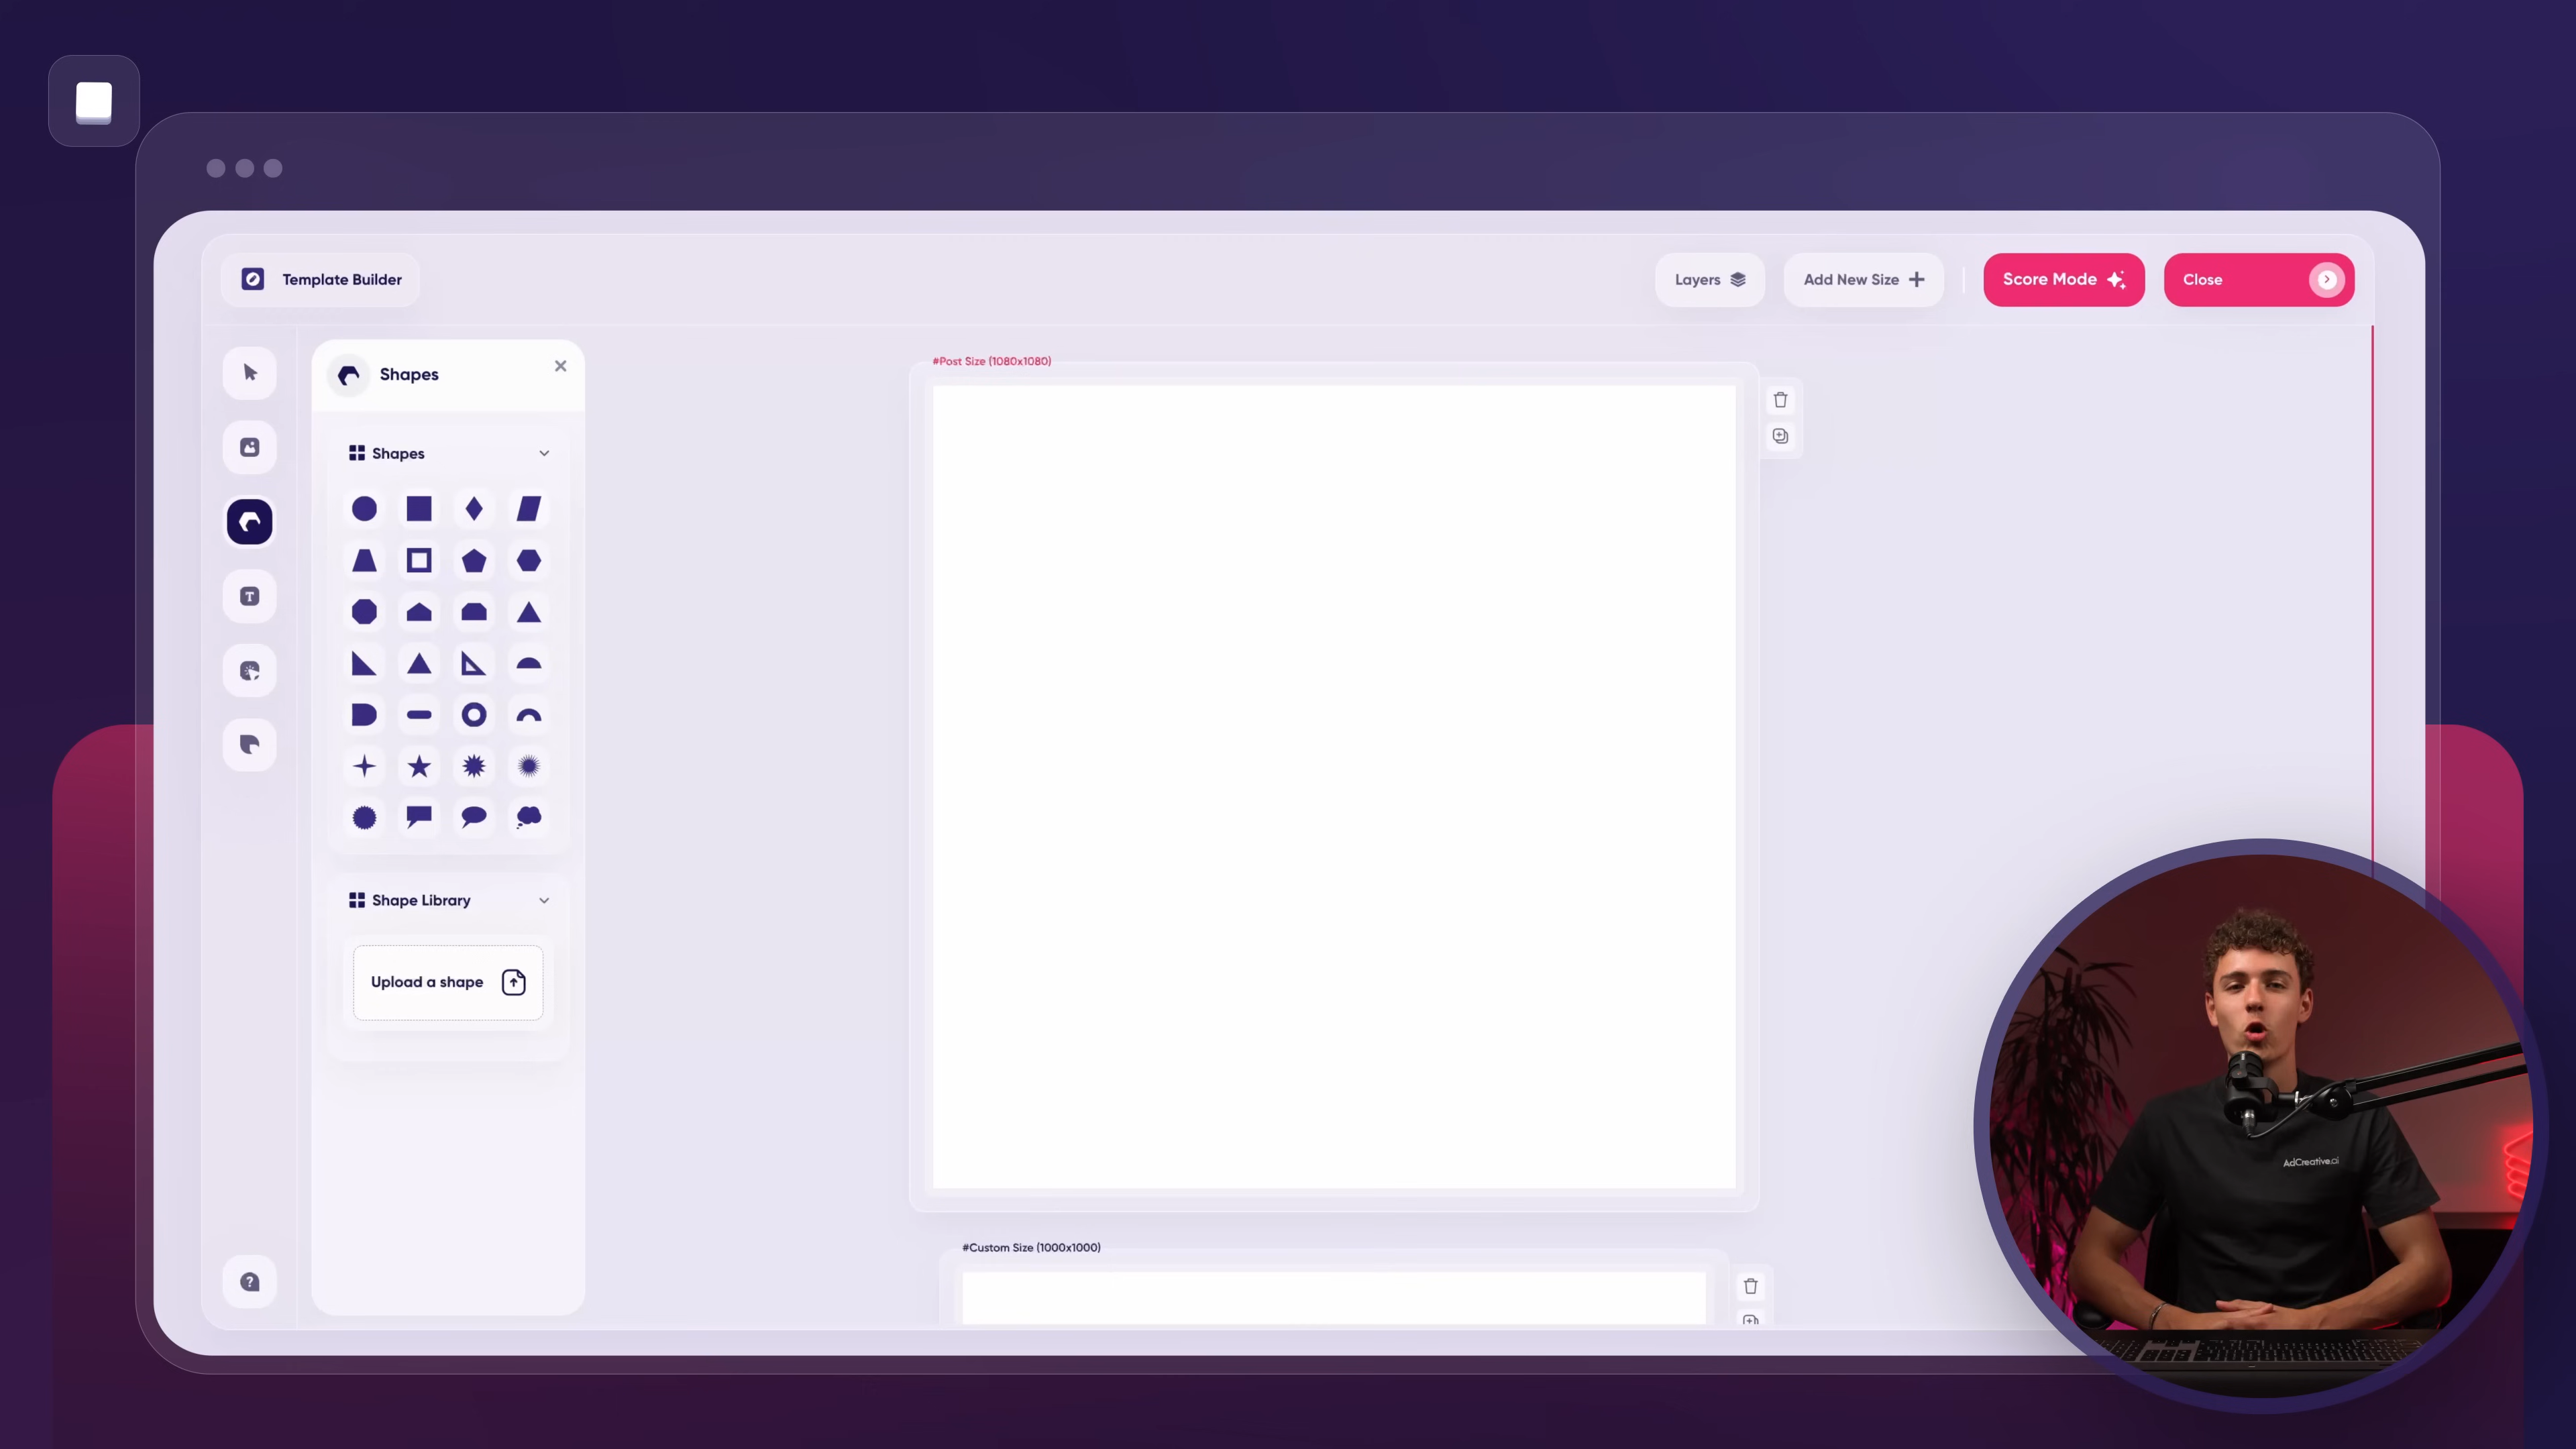 Template Builder
Layers
Add New Size
Score Mode
Close
Shapes
Shapes
Shape Library
Upload a shape
#Post Size (1080x1080)
#Custom Size (1000x1000)
AdCreative.ai